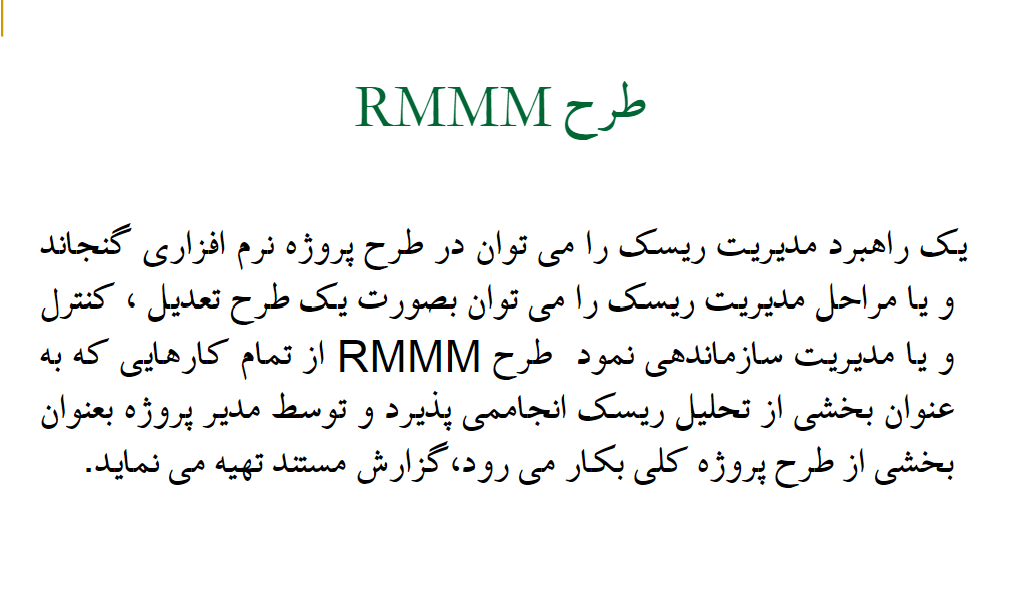 طرح RMMM
یک راهبرد مدیریت ریسک را می توان در طرح پروژه نرم افزاری گنجاند
و یا مراحل مدیریت ریسک را می توان بصورت یک طرح تعدیل ، کنترل
و یا مدیریت سازماندهی نمود طرح RMMM از تمام کارهایی که به
عنوان بخشی از تحلیل ریسک انجاممی پذیرد و توسط مدیر پروژه بعنوان
بخشی از طرح پروژه کلی بکار می رود،گزارش مستند تهیه می نماید.